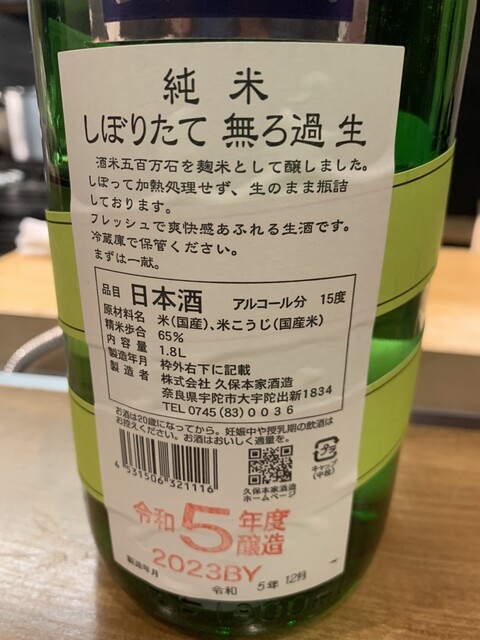 純米
しぼりたて 無ろ過 生
酒米五百万石を麹米として醸しました。
しぼって加熱処理せず、生のまま瓶詰
しております。
フレッシュで爽快感あふれる生酒です。
冷蔵庫で保管ください。
まずは一献。
品目 日本酒 アルコール分 15度
原材料名 米(国産)、米こうじ(国産米)
精米歩合 65%
内容量 1.8L
製造年月 枠外右下に記載
製造者 株式会社 久保本家酒造
奈良県宇陀市大宇陀出新1834
TEL 0745(83)0036
お酒は20歳になってから。妊娠中や授乳期の飲酒は
お控えください。お酒はおいしく適量を。
4531506321116
久保本家酒造
ホームページ
プラ
キャップ
(中栓)
令和5年度
醸造
2023BY
製造年月 令和 5年 12月